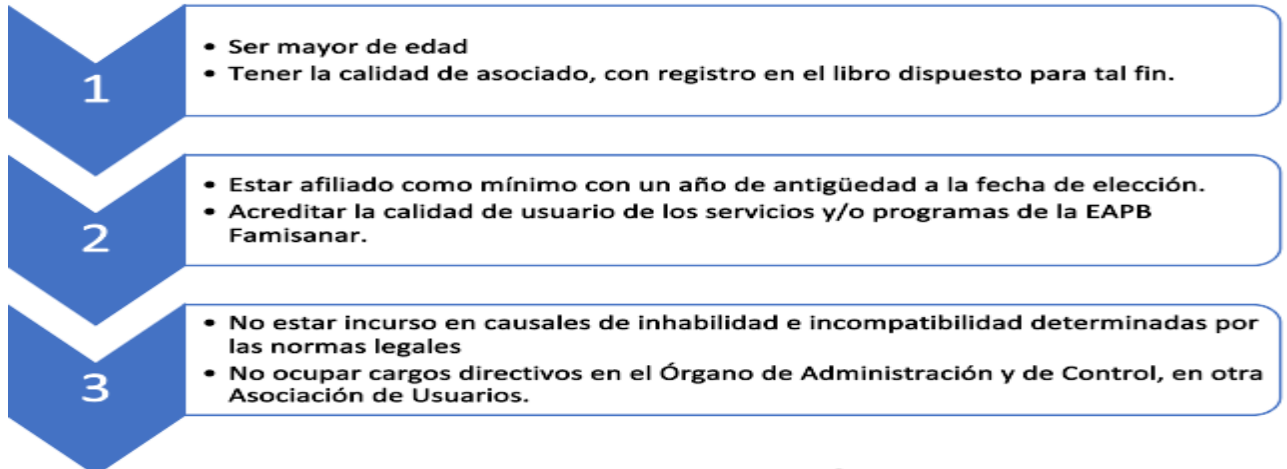 1
• Ser mayor de edad
• Tener la calidad de asociado, con registro en el libro dispuesto para tal fin.
2
• Estar afiliado como mínimo con un año de antigüedad a la fecha de elección.
• Acreditar la calidad de usuario de los servicios y/o programas de la EAPB
Famisanar.
3
• No estar incurso en causales de inhabilidad e incompatibilidad determinadas por
las normas legales
• No ocupar cargos directivos en el Órgano de Administración y de Control, en otra
Asociación de Usuarios.